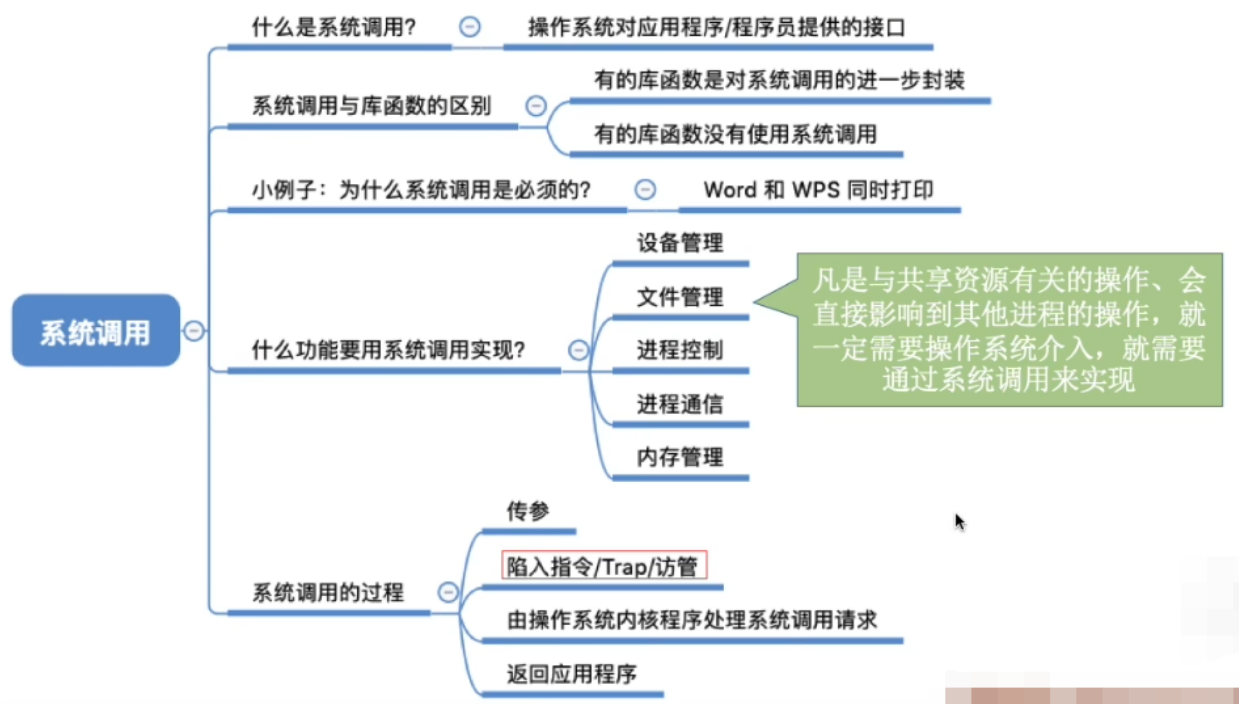 系统调用
什么是系统调用?
操作系统对应用程序/程序员提供的接口
系统调用与库函数的区别
有的库函数是对系统调用的进一步封装
有的库函数没有使用系统调用
小例子：为什么系统调用是必须的?
Word 和 WPS 同时打印
什么功能要用系统调用实现?
设备管理
文件管理
进程控制
进程通信
内存管理
凡是与共享资源有关的操作、会
直接影响到其他进程的操作，就
一定需要操作系统介入，就需要
通过系统调用来实现
系统调用的过程
传参
陷入指令/Trap/访管
由操作系统内核程序处理系统调用请求
返回应用程序